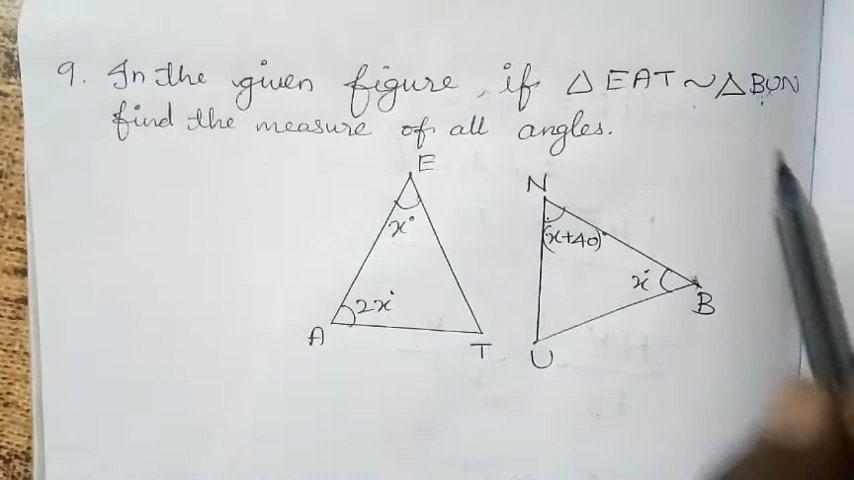 9. In the given figure, if △ EAT ~ △ BUN
find the measure of all angles.
E
N
x°
(x+40)°
x°
2x°
B
A
T
U